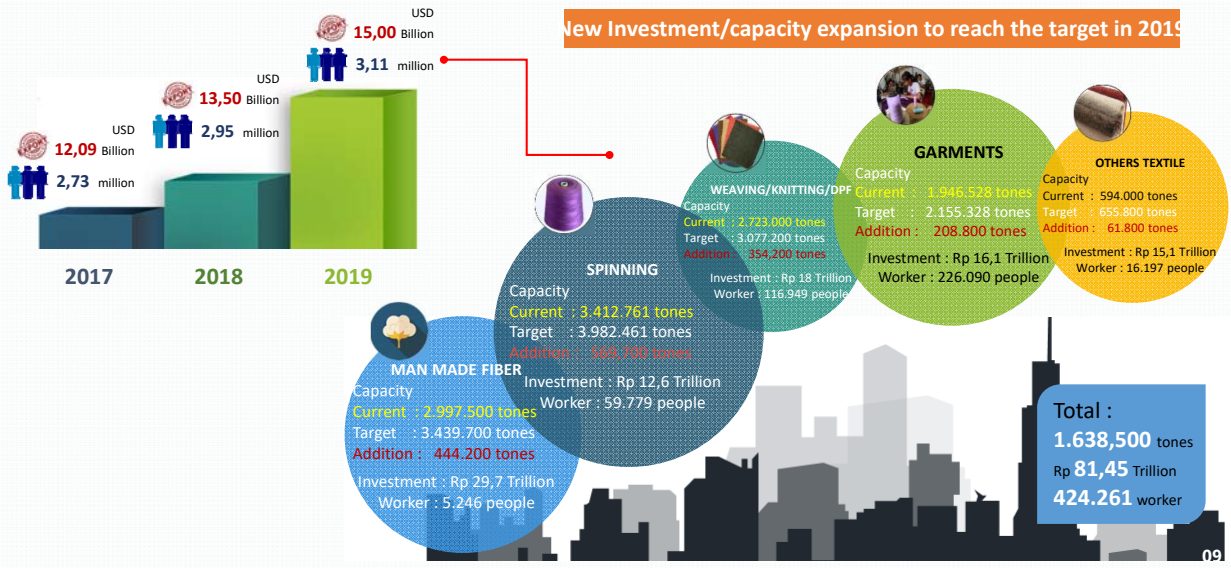 New Investment/capacity expansion to reach the target in 2019
USD
15,00 Billion
3,11 million
USD
13,50 Billion
2,95 million
USD
12,09 Billion
2,73 million
2017
2018
2019
MAN MADE FIBER
Capacity
Current : 2.997.500 tones
Target : 3.439.700 tones
Addition : 444.200 tones
Investment : Rp 29,7 Trillion
Worker : 5.246 people
SPINNING
Capacity
Current : 3.412.761 tones
Target : 3.982.461 tones
Addition : 569,700 tones
Investment : Rp 12,6 Trillion
Worker : 59.779 people
WEAVING/KNITTING/DPF
Capacity
Current : 2.723.000 tones
Target : 3.077.200 tones
Addition : 354,200 tones
Investment : Rp 18 Trillion
Worker : 116.949 people
GARMENTS
Capacity
Current : 1.946.528 tones
Target : 2.155.328 tones
Addition : 208.800 tones
Investment : Rp 16,1 Trillion
Worker : 226.090 people
OTHERS TEXTILE
Capacity
Current : 594.000 tones
Target : 655.800 tones
Addition : 61.800 tones
Investment : Rp 15,1 Trillion
Worker : 16.197 people
Total :
1.638,500 tones
Rp 81,45 Trillion
424.261 worker
09